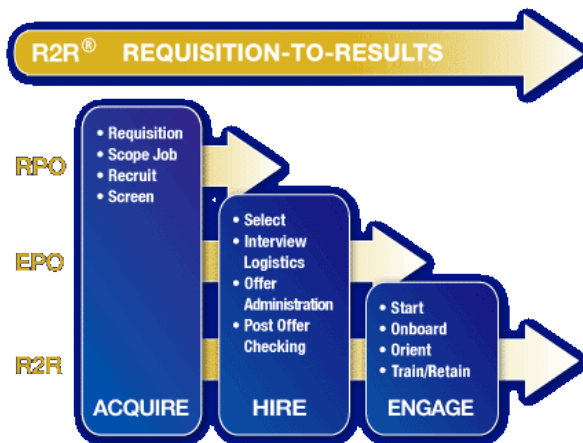 R2R® REQUISITION-TO-RESULTS
RPO
• Requisition
• Scope Job
• Recruit
• Screen
EPO
• Select
• Interview
Logistics
• Offer
Administration
• Post Offer
Checking
R2R
• Start
• Onboard
• Orient
• Train/Retain
ACQUIRE
HIRE
ENGAGE